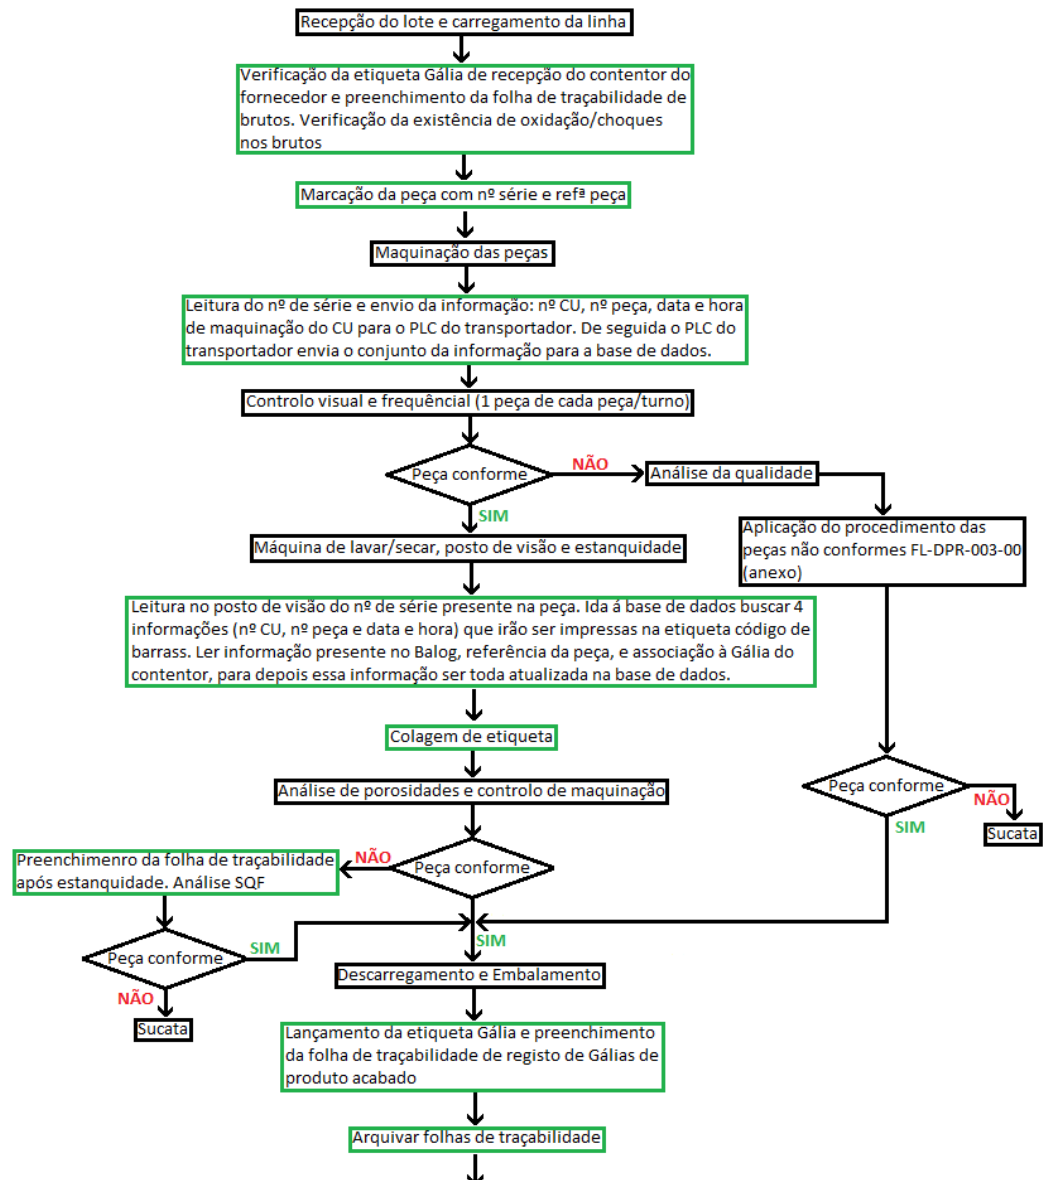 Recepção do lote e carregamento da linha
Verificação da etiqueta Gália de recepção do contentor do
fornecedor e preenchimento da folha de traçabilidade de
brutos. Verificação da existência de oxidação/choques
nos brutos
Marcação da peça com nº série e refª peça
Maquinação das peças
Leitura do nº de série e envio da informação: nº CU, nº peça, data e hora
de maquinação do CU para o PLC do transportador. De seguida o PLC do
transportador envia o conjunto da informação para a base de dados.
Controlo visual e frequêncial (1 peça de cada peça/turno)
Peça conforme
NÃO
Análise da qualidade
SIM
Aplicação do procedimento das
peças não conformes FL-DPR-003-00
(anexo)
Máquina de lavar/secar, posto de visão e estanquidade
Leitura no posto de visão do nº de série presente na peça. Ida á base de dados buscar 4
informações (nº CU, nº peça e data e hora) que irão ser impressas na etiqueta código de
barrass. Ler informação presente no Balog, referência da peça, e associação à Gália do
contentor, para depois essa informação ser toda atualizada na base de dados.
Colagem de etiqueta
Análise de porosidades e controlo de maquinação
Peça conforme
NÃO
SIM
Sucata
Preenchimenro da folha de traçabilidade
após estanquidade. Análise SQF
NÃO
Peça conforme
SIM
Peça conforme
SIM
NÃO
Sucata
Descarregamento e Embalamento
Lançamento da etiqueta Gália e preenchimento
da folha de traçabilidade de registo de Gálias de
produto acabado
Arquivar folhas de traçabilidade